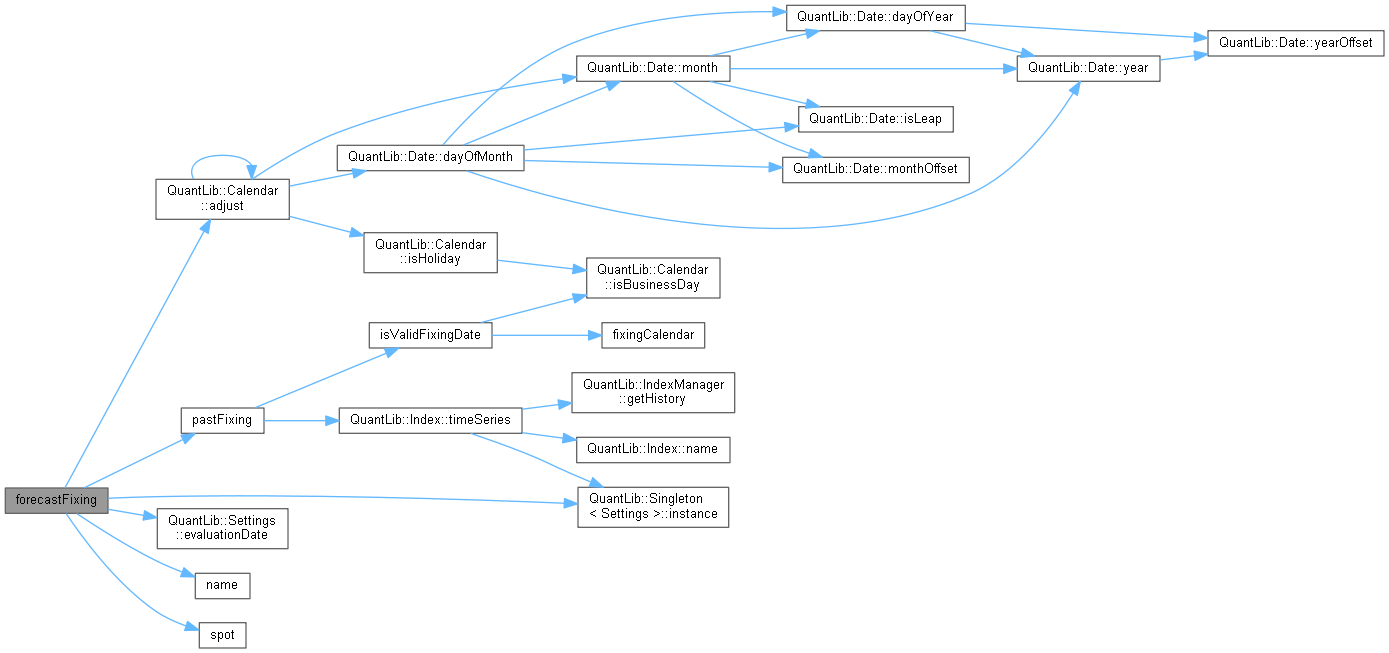 QuantLib::Date::dayOfYear
QuantLib::Date::yearOffset
QuantLib::Date::month
QuantLib::Date::year
QuantLib::Date::isLeap
QuantLib::Date::dayOfMonth
QuantLib::Date::monthOffset
QuantLib::Calendar
::adjust
QuantLib::Calendar
::isHoliday
QuantLib::Calendar
::isBusinessDay
isValidFixingDate
fixingCalendar
QuantLib::IndexManager
::getHistory
pastFixing
QuantLib::Index::timeSeries
QuantLib::Index::name
forecastFixing
QuantLib::Singleton
< Settings >::instance
QuantLib::Settings
::evaluationDate
name
spot